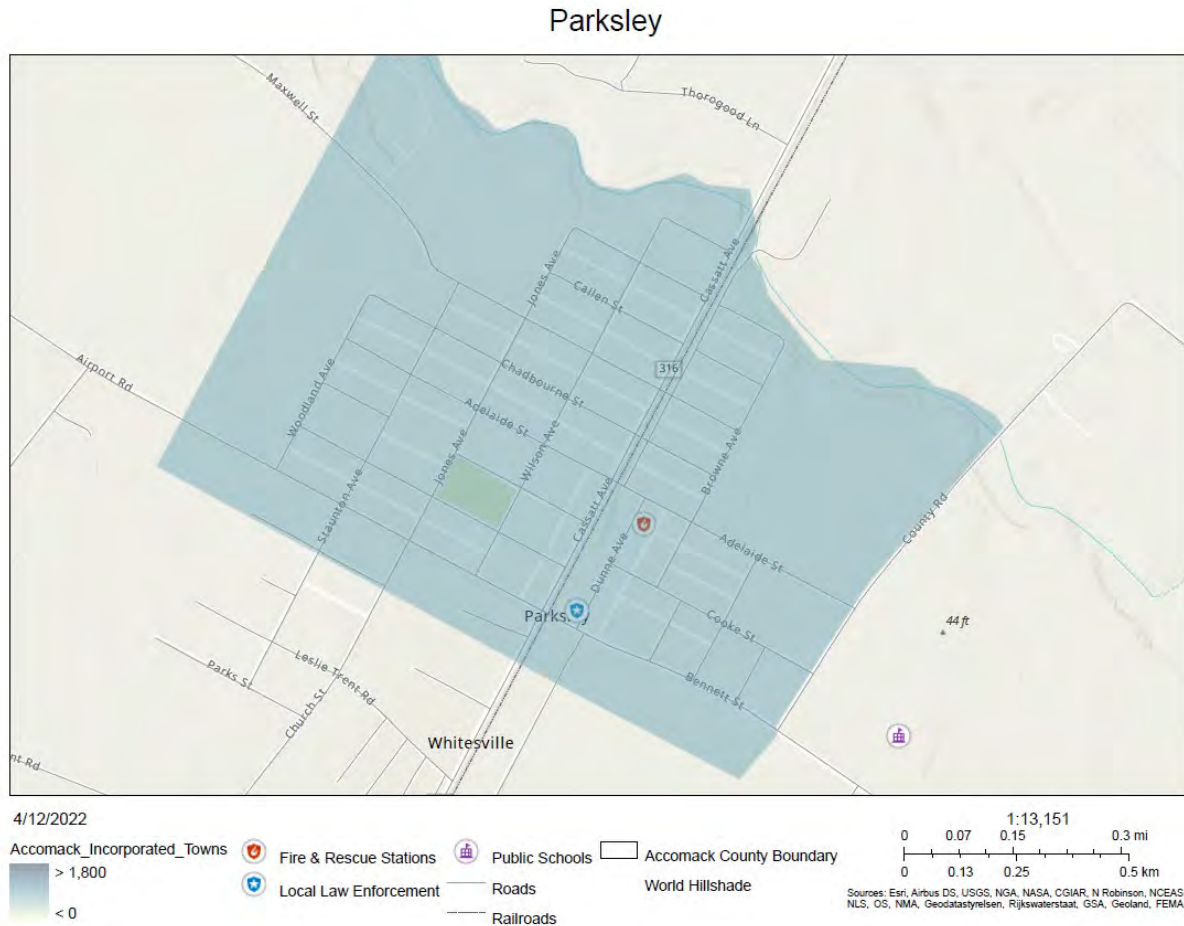 Parksley
Maxwell St
Thorogood Ln
Cassatt Ave
Jones Ave
Callen St
316
Airport Rd
Woodland Ave
Chadbourne St
Adelaide St
Jones Ave
Wilson Ave
Browne Ave
Staunton Ave
Cassatt Ave
County Rd
Dunne Ave
Adelaide St
Parksley
Cooke St
44 ft
Leslie Trent Rd
Parks St
Bennett St
Church St
Whitesville
nt Rd
4/12/2022
Accomack_Incorporated_Towns
> 1,800
< 0
Fire & Rescue Stations
Local Law Enforcement
Public Schools
Roads
Railroads
Accomack County Boundary
World Hillshade
1:13,151
0 0.07 0.15 0.3 mi
0 0.13 0.25 0.5 km
Sources: Esri, Airbus DS, USGS, NGA, NASA, CGIAR, N Robinson, NCEAS
NLS, OS, NMA, Geodatastyrelsen, Rijkswaterstaat, GSA, Geoland, FEMA